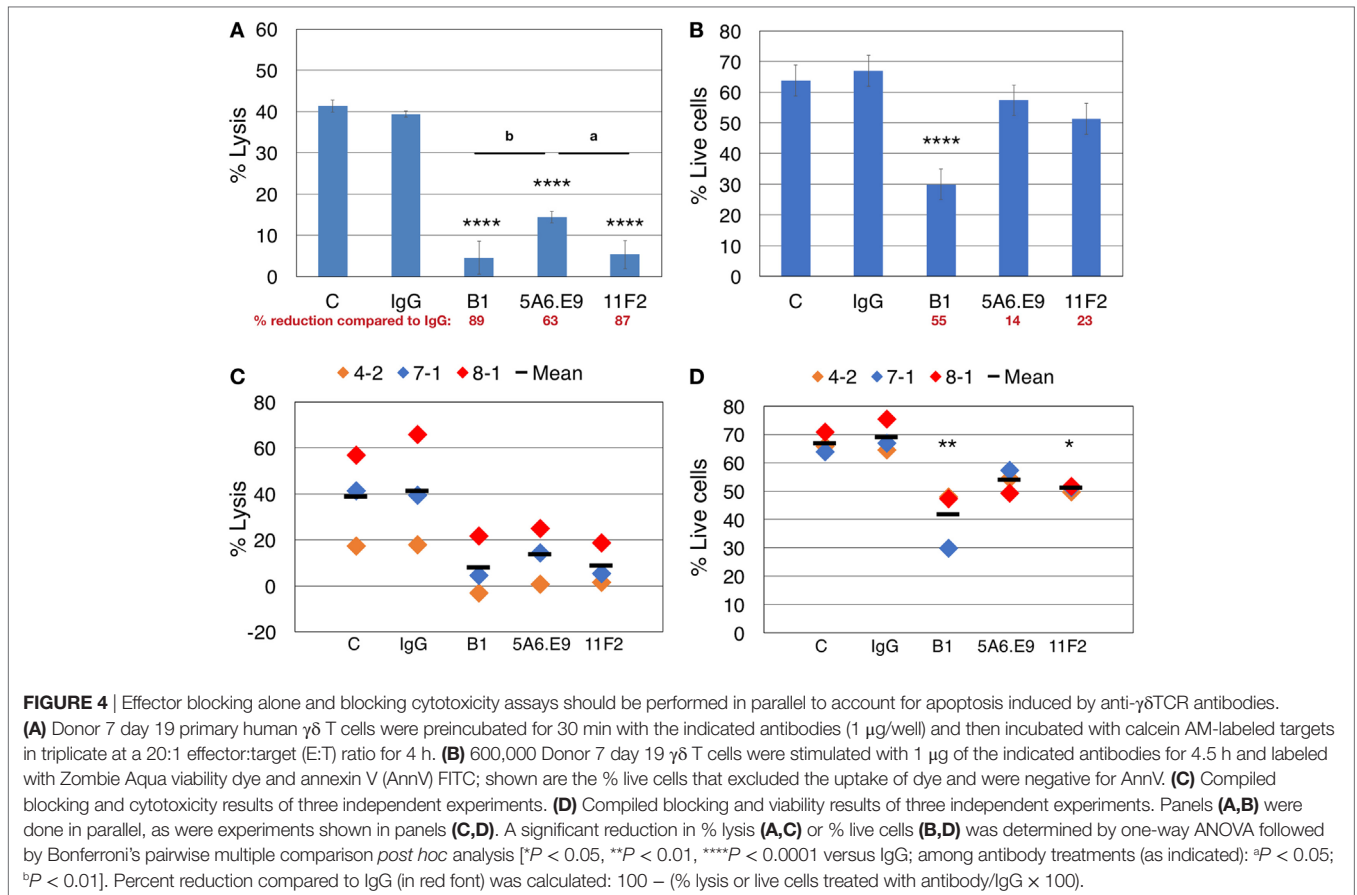 A
% Lysis
60
50
40
30
20
10
0
b
a
****
****
****
C IgG B1 5A6.E9 11F2
% reduction compared to IgG: 89 63 87
B
% Live cells
80
70
60
50
40
30
20
10
0
****
C IgG B1 5A6.E9 11F2
55 14 23
C
4-2 7-1 8-1 Mean
% Lysis
80
60
40
20
0
-20
C IgG B1 5A6.E9 11F2
D
4-2 7-1 8-1 Mean
% Live cells
80
70
60
50
40
30
20
10
0
**
*
C IgG B1 5A6.E9 11F2
FIGURE 4 | Effector blocking alone and blocking cytotoxicity assays should be performed in parallel to account for apoptosis induced by anti-γδTCR antibodies.
(A) Donor 7 day 19 primary human γδ T cells were preincubated for 30 min with the indicated antibodies (1 μg/well) and then incubated with calcein AM-labeled targets
in triplicate at a 20:1 effector:target (E:T) ratio for 4 h. (B) 600,000 Donor 7 day 19 γδ T cells were stimulated with 1 μg of the indicated antibodies for 4.5 h and labeled
with Zombie Aqua viability dye and annexin V (AnnV) FITC; shown are the % live cells that excluded the uptake of dye and were negative for AnnV. (C) Compiled
blocking and cytotoxicity results of three independent experiments. (D) Compiled blocking and viability results of three independent experiments. Panels (A,B) were
done in parallel, as were experiments shown in panels (C,D). A significant reduction in % lysis (A,C) or % live cells (B,D) was determined by one-way ANOVA followed
by Bonferroni's pairwise multiple comparison post hoc analysis [*P < 0.05, **P < 0.01, ****P < 0.0001 versus IgG; among antibody treatments (as indicated): ᵃP < 0.05;
ᵇP < 0.01]. Percent reduction compared to IgG (in red font) was calculated: 100 − (% lysis or live cells treated with antibody/IgG × 100).